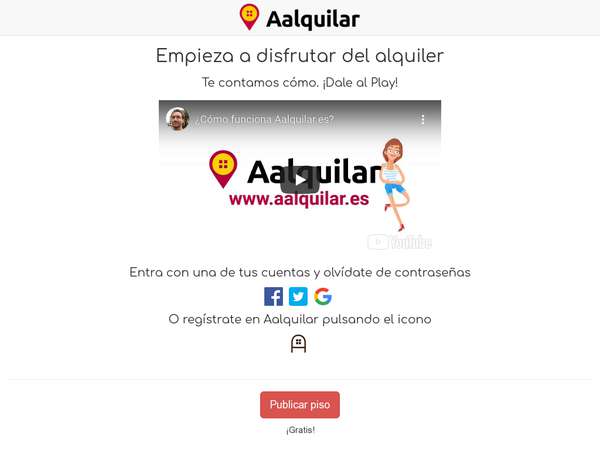 Aalquilar
Empieza a disfrutar del alquiler
Te contamos cómo. ¡Dale al Play!
¿Cómo funciona Aalquilar.es?
Aalquilar
www.aalquilar.es
YouTube
Entra con una de tus cuentas y olvídate de contraseñas
O regístrate en Aalquilar pulsando el icono
Publicar piso
¡Gratis!